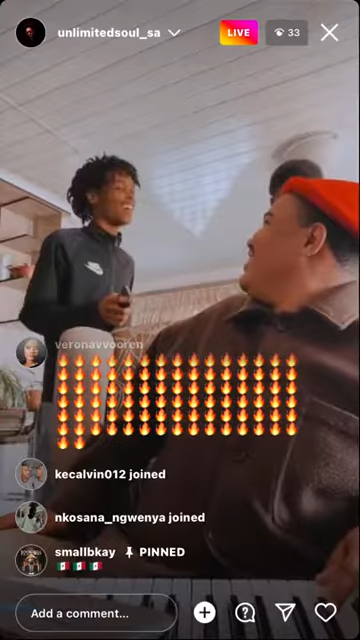 unlimitedsoul_sa
LIVE
33
veronavvooren
kecalvin012 joined
nkosana_ngwenya joined
smallbkay PINNED
Add a comment...